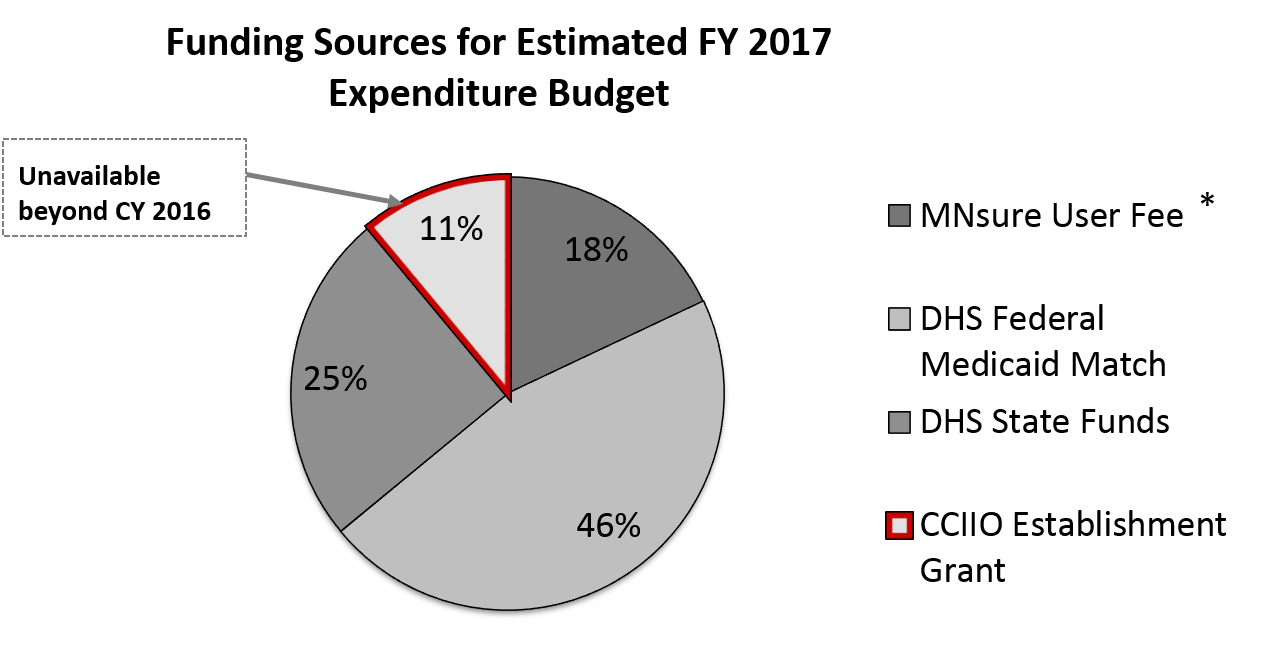 Funding Sources for Estimated FY 2017
Expenditure Budget
Unavailable
beyond CY 2016
11%
18%
25%
46%
MNsure User Fee *
DHS Federal
Medicaid Match
DHS State Funds
CCIIO Establishment
Grant